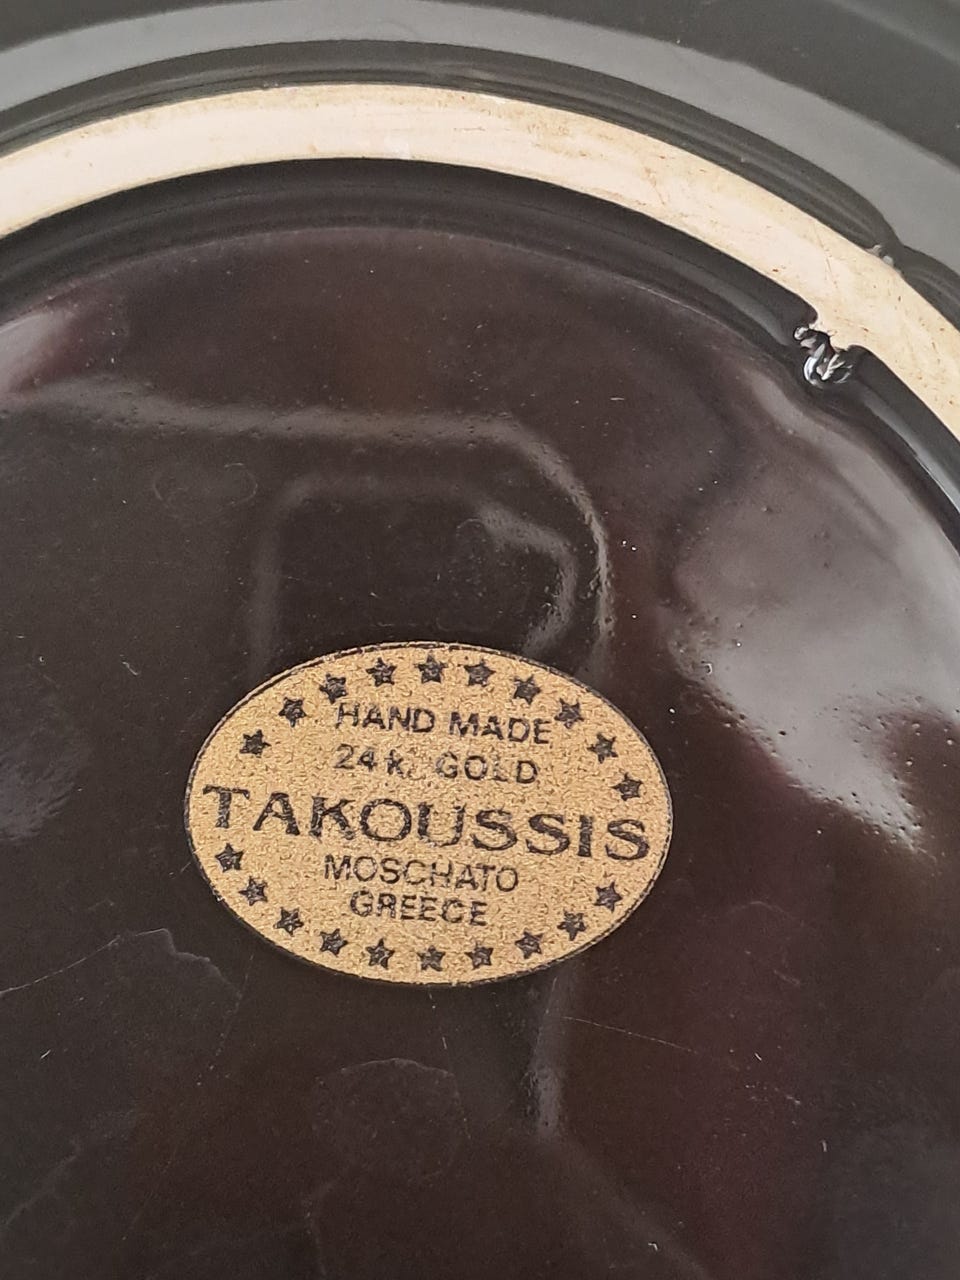 HAND MADE
24 k. GOLD
TAKOUSSIS
MOSCHATO
GREECE